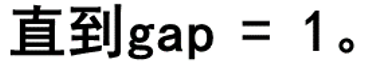 直到gap = 1。